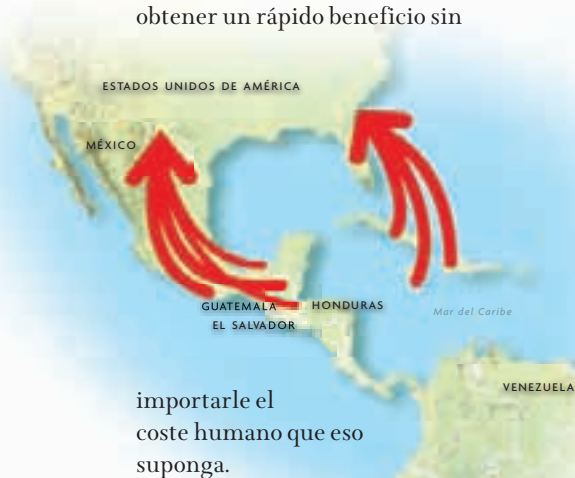 obtener un rápido beneficio sin
ESTADOS UNIDOS DE AMÉRICA
MÉXICO
GUATEMALA
HONDURAS
EL SALVADOR
Mar del Caribe
VENEZUELA
importarle el
coste humano que eso
suponga.